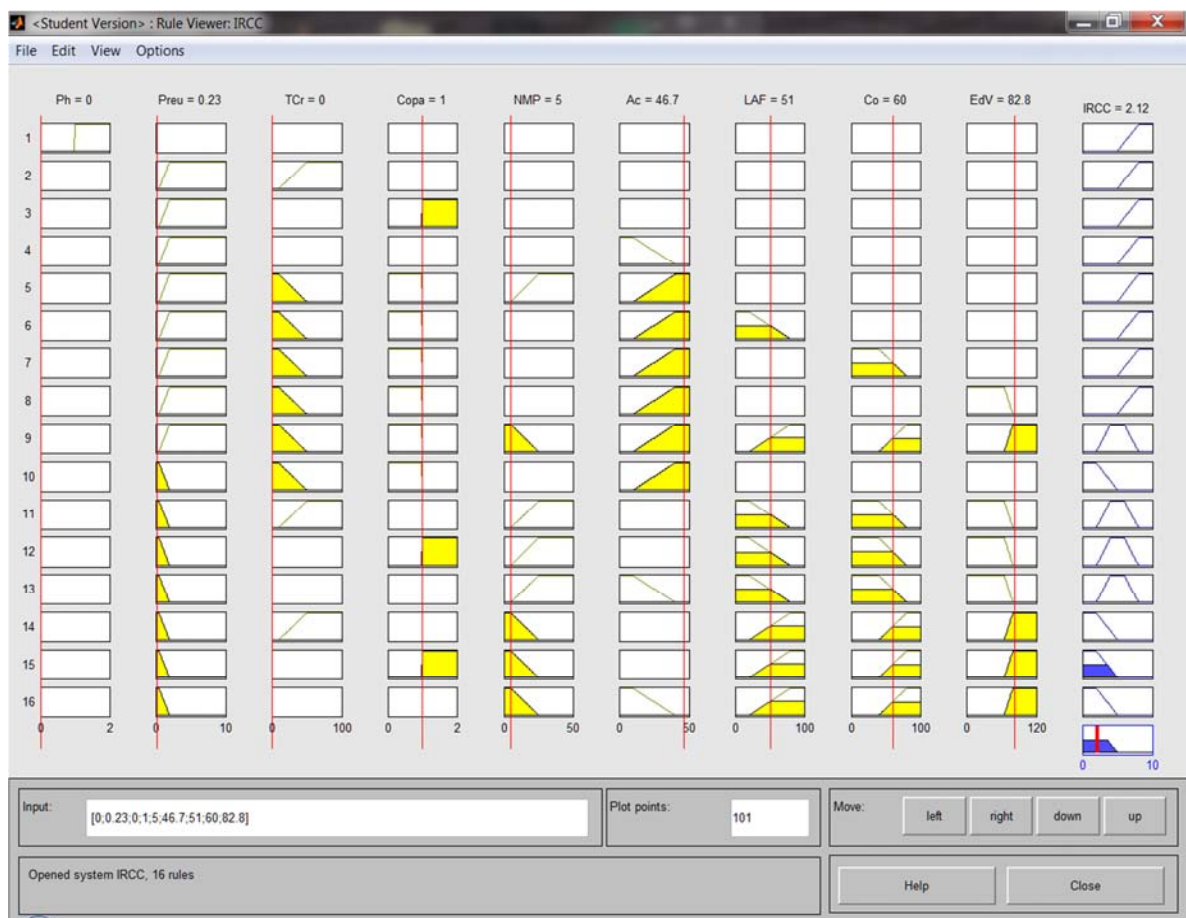 <Student Version> : Rule Viewer: IRCC
File Edit View Options
Ph = 0 Preu = 0.23 TCr = 0 Copa = 1 NMP = 5 Ac = 46.7 LAF = 51 Co = 60 EdV = 82.8 IRCC = 2.12
1
2
3
4
5
6
7
8
9
10
11
12
13
14
15
16
0 2 0 10 0 100 0 2 0 50 0 50 0 100 0 100 0 120
0 10
Input: [0;0.23;0;1;5;46.7;51;60;82.8] Plot points: 101 Move: left right down up
Opened system IRCC, 16 rules Help Close